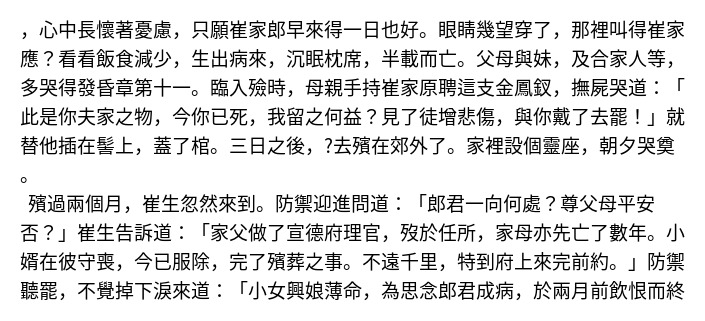 ，心中長懷著憂慮，只願崔家郎早來得一日也好。眼睛幾望穿了，那裡叫得崔家
應？看看飯食減少，生出病來，沉眠枕席，半載而亡。父母與妹，及合家人等，
多哭得發昏章第十一。臨入殮時，母親手持崔家原聘這支金鳳釵，撫屍哭道：「
此是你夫家之物，今你已死，我留之何益？見了徒增悲傷，與你戴了去罷！」就
替他插在髻上，蓋了棺。三日之後，?去殯在郊外了。家裡設個靈座，朝夕哭奠
。
殯過兩個月，崔生忽然來到。防禦迎進問道：「郎君一向何處？尊父母平安
否？」崔生告訴道：「家父做了宣德府理官，歿於任所，家母亦先亡了數年。小
婿在彼守喪，今已服除，完了殯葬之事。不遠千里，特到府上來完前約。」防禦
聽罷，不覺掉下淚來道：「小女興娘薄命，為思念郎君成病，於兩月前飲恨而終